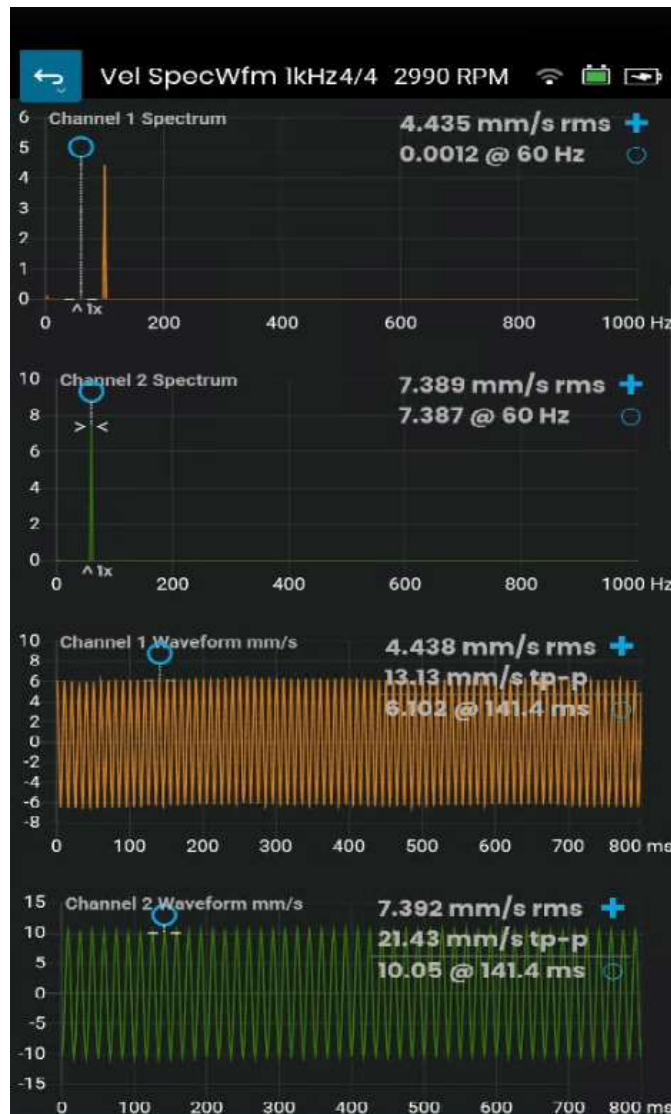 Vel SpecWfm 1kHz4/4 2990 RPM
Channel 1 Spectrum
4.435 mm/s rms
0.0012 @ 60 Hz
6
5
4
3
2
1
0
^ 1x
0 200 400 600 800 1000 Hz
Channel 2 Spectrum
7.389 mm/s rms
7.387 @ 60 Hz
10
8
6
4
2
0
> <
^ 1x
0 200 400 600 800 1000 Hz
Channel 1 Waveform mm/s
4.438 mm/s rms
13.13 mm/s tp-p
6.102 @ 141.4 ms
10
8
6
4
2
0
-2
-4
-6
-8
0 100 200 300 400 500 600 700 800 ms
Channel 2 Waveform mm/s
7.392 mm/s rms
21.43 mm/s tp-p
10.05 @ 141.4 ms
15
10
5
0
-5
-10
-15
0 100 200 300 400 500 600 700 800 ms